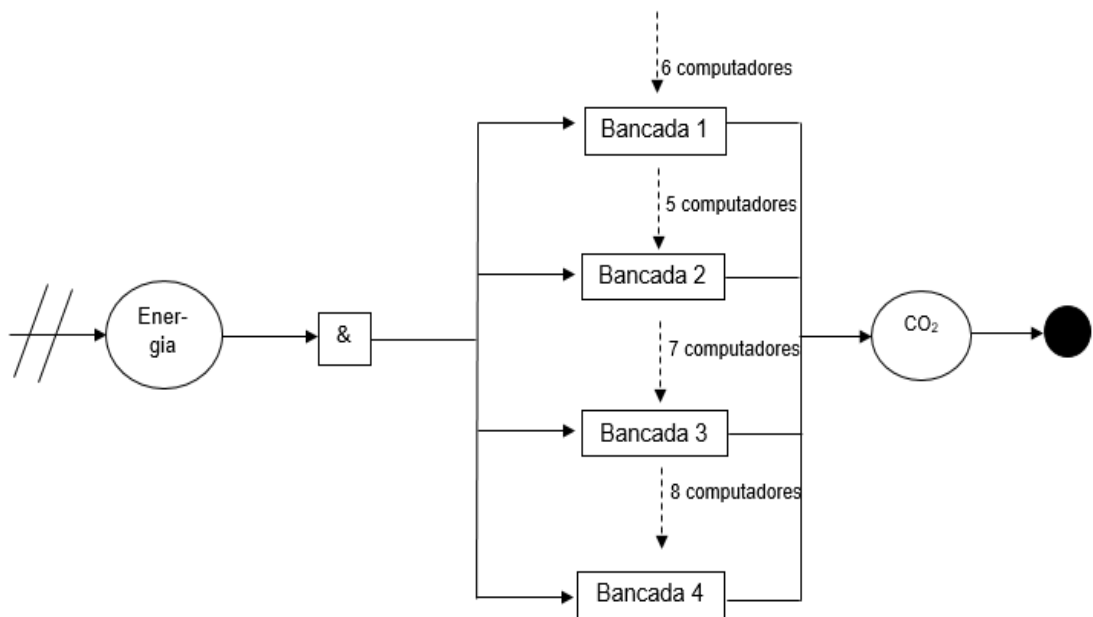 6 computadores
Bancada 1
5 computadores
Bancada 2
Ener-
gia
&
CO₂
7 computadores
Bancada 3
8 computadores
Bancada 4